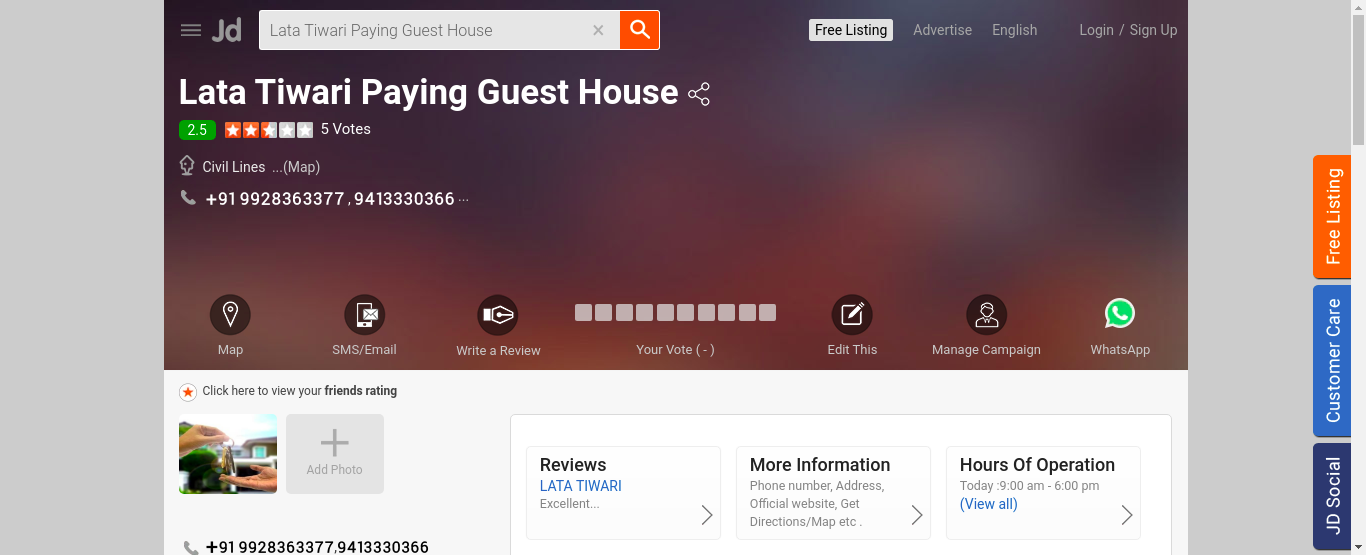 Jd
Lata Tiwari Paying Guest House ×
Free Listing
Advertise
English
Login / Sign Up
Lata Tiwari Paying Guest House
2.5
5 Votes
Civil Lines ...(Map)
+91 9928363377 , 9413330366 ...
Map
SMS/Email
Write a Review
Your Vote ( - )
Edit This
Manage Campaign
WhatsApp
Click here to view your friends rating
Add Photo
Reviews
LATA TIWARI
Excellent...
More Information
Phone number, Address,
Official website, Get
Directions/Map etc .
Hours Of Operation
Today :9:00 am - 6:00 pm
(View all)
+91 9928363377,9413330366
Free Listing
Customer Care
JD Social